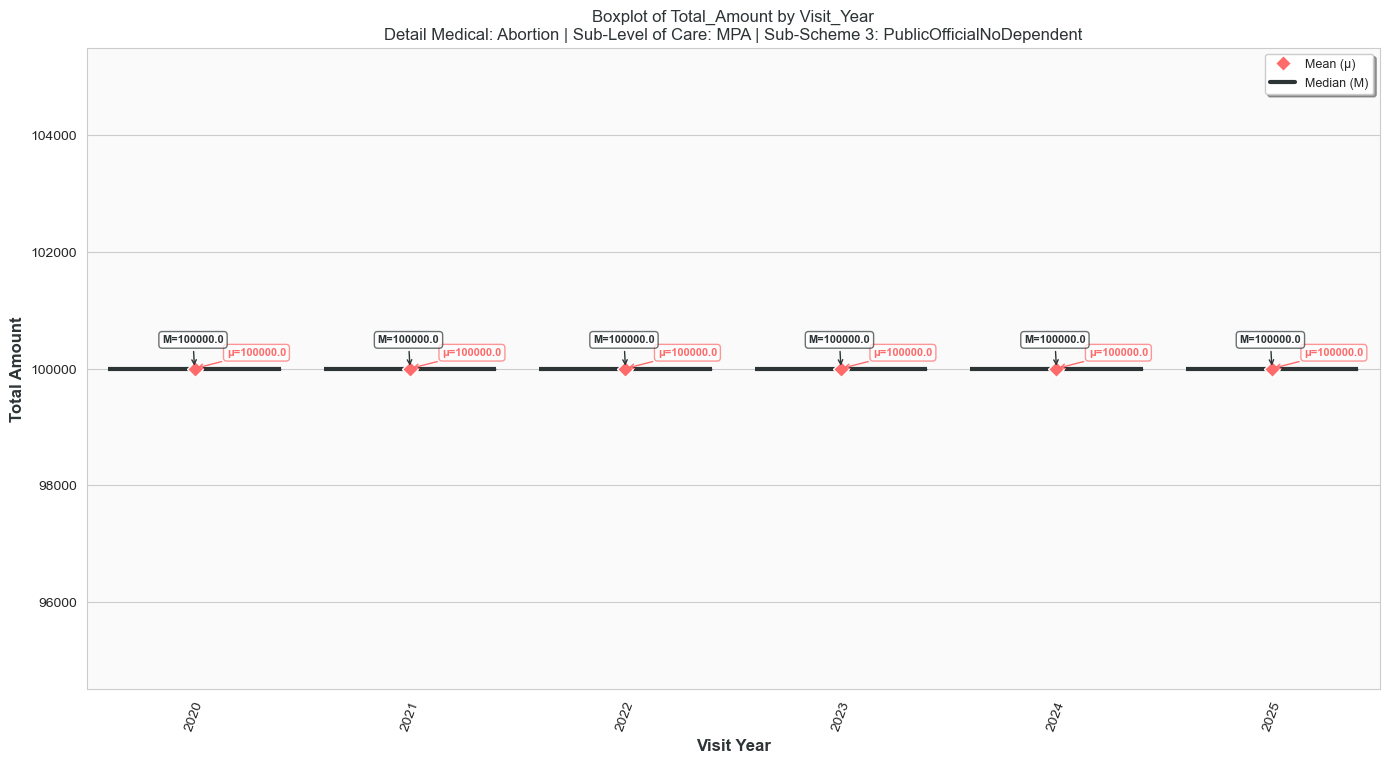 Boxplot of Total_Amount by Visit_Year
Detail Medical: Abortion | Sub-Level of Care: MPA | Sub-Scheme 3: PublicOfficialNoDependent
Mean (μ)
Median (M)
Total Amount
104000
102000
100000
98000
96000
M=100000.0
μ=100000.0
M=100000.0
μ=100000.0
M=100000.0
μ=100000.0
M=100000.0
μ=100000.0
M=100000.0
μ=100000.0
M=100000.0
μ=100000.0
2020
2021
2022
2023
2024
2025
Visit Year